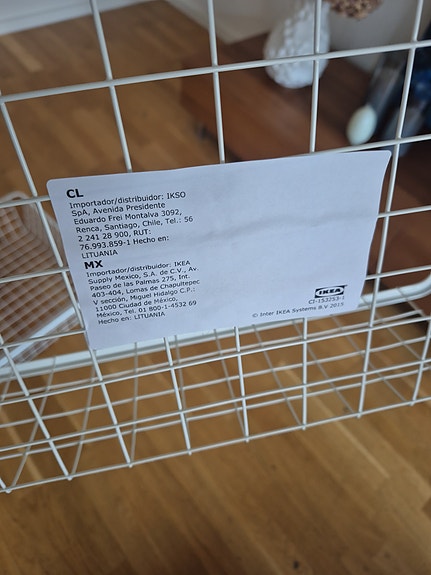 CL
Importador/distribuidor: IKSO
SpA, Avenida Presidente
Eduardo Frei Montalva 3092,
Renca, Santiago, Chile, Tel.: 56
2 241 28 900, RUT:
76.993.859-1 Hecho en:
LITUANIA
MX
Importador/distribuidor: IKEA
Supply Mexico, S.A. de C.V., Av
Paseo de las Palmas 275, Int.
403-404, Lomas de Chapultepec
V sección, Miguel Hidalgo C.P.:
11000 Ciudad de México,
México, Tel. 01 800-1-4532 69
Hecho en: LITUANIA
IKEA
CI-153253-1
© Inter IKEA Systems B.V 2015